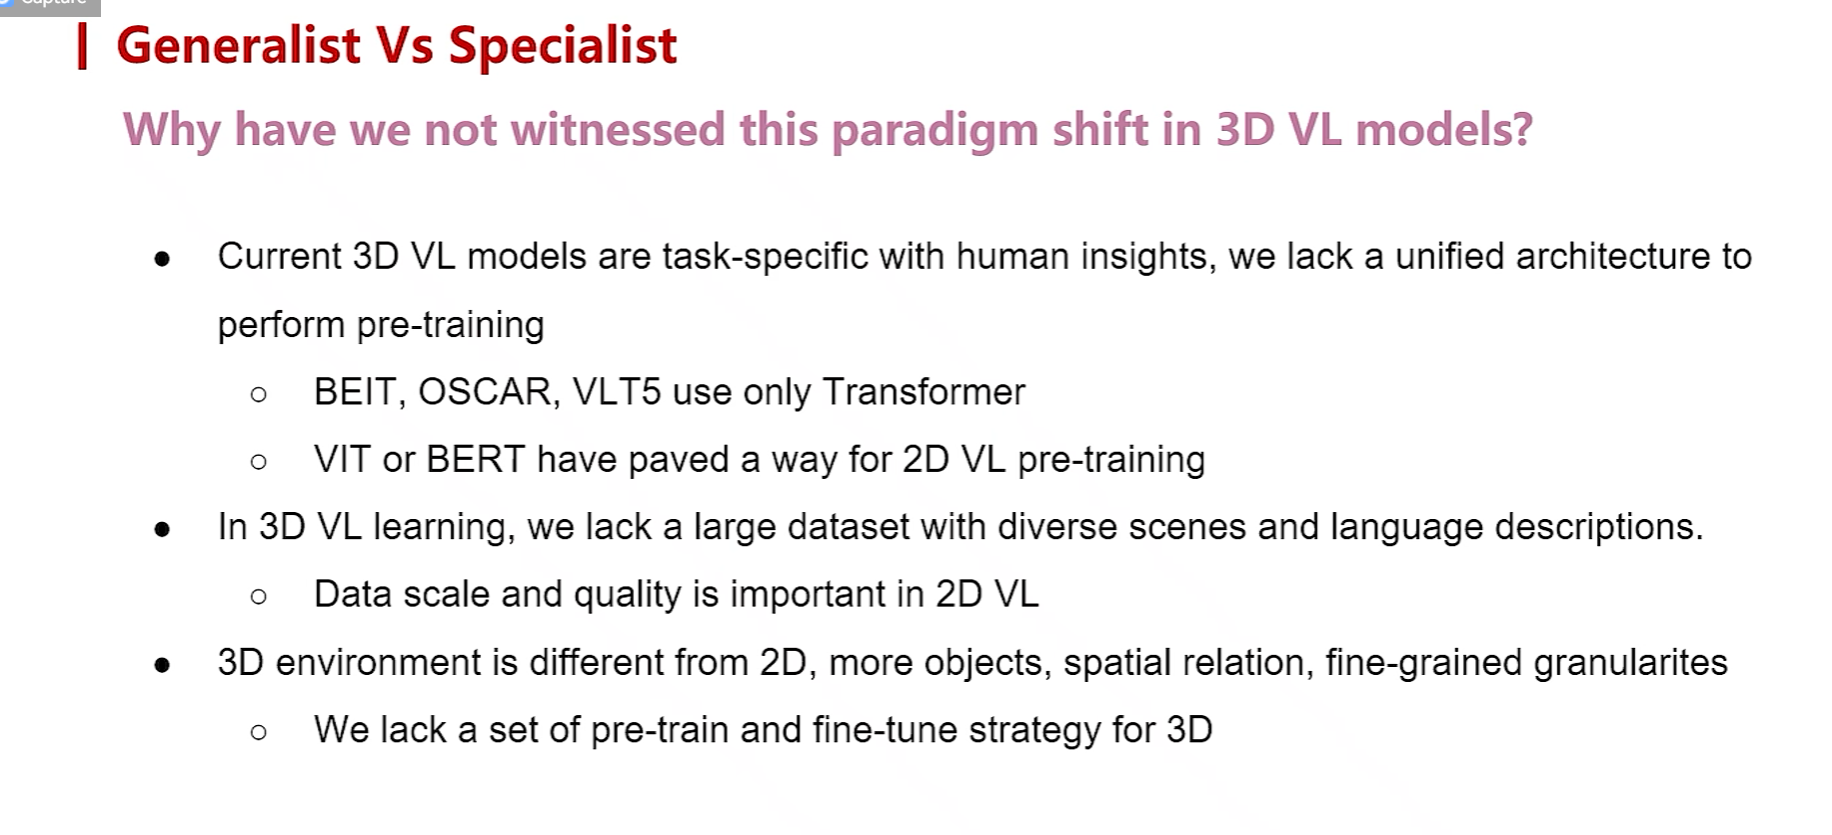 Capture
Generalist Vs Specialist
Why have we not witnessed this paradigm shift in 3D VL models?
● Current 3D VL models are task-specific with human insights, we lack a unified architecture to
perform pre-training
○ BEIT, OSCAR, VLT5 use only Transformer
○ VIT or BERT have paved a way for 2D VL pre-training
● In 3D VL learning, we lack a large dataset with diverse scenes and language descriptions.
○ Data scale and quality is important in 2D VL
● 3D environment is different from 2D, more objects, spatial relation, fine-grained granularites
○ We lack a set of pre-train and fine-tune strategy for 3D